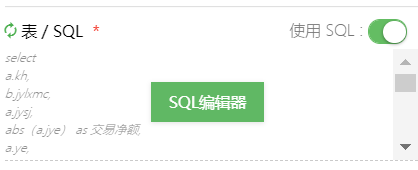 表 / SQL *
使用 SQL :
select
a.kh,
b.jylxmc,
a.jysj,
abs（a.jye） as 交易净额,
a.ye,
SQL编辑器